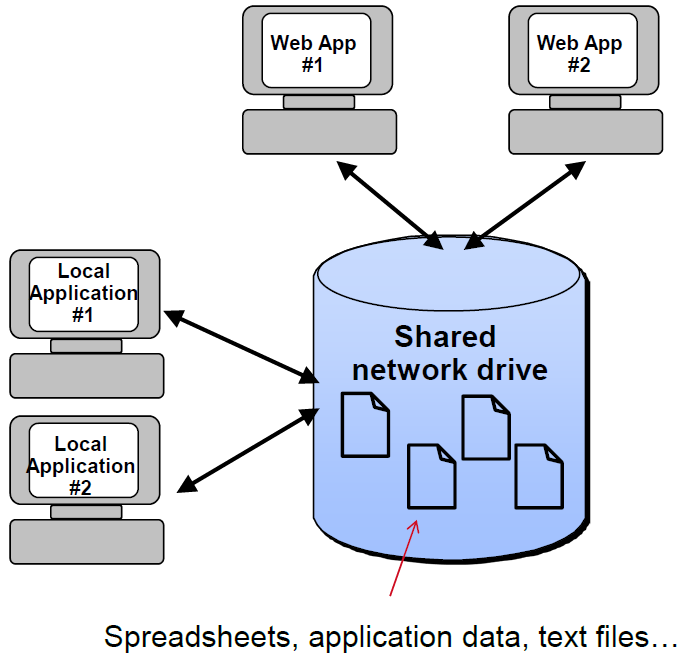 Web App
#1
Web App
#2
Local
Application
#1
Local
Application
#2
Shared
network drive
Spreadsheets, application data, text files…